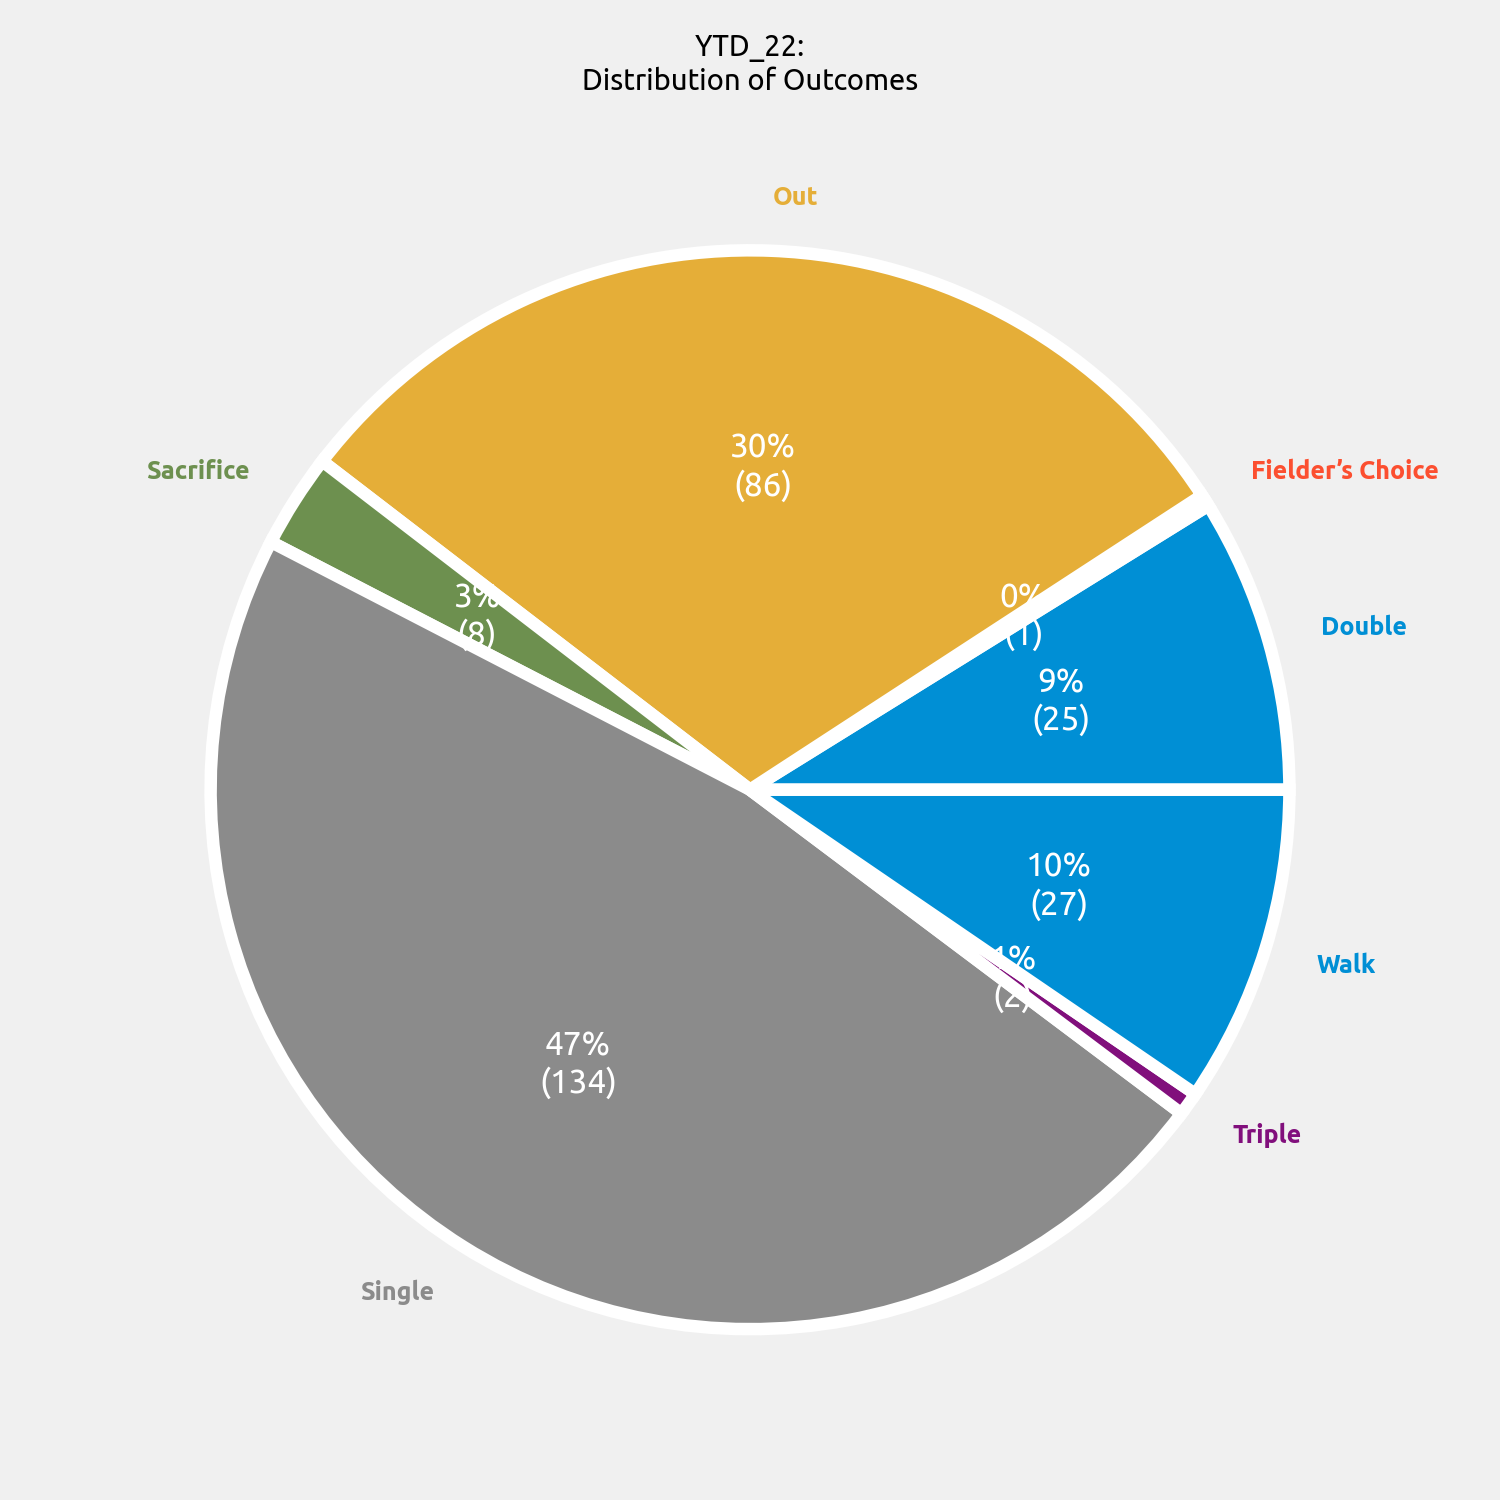 YTD_22:
Distribution of Outcomes
Out
30%
(86)
Sacrifice
Fielder’s Choice
3%
(8)
0%
(1)
Double
9%
(25)
10%
(27)
Walk
1%
(2)
47%
(134)
Triple
Single